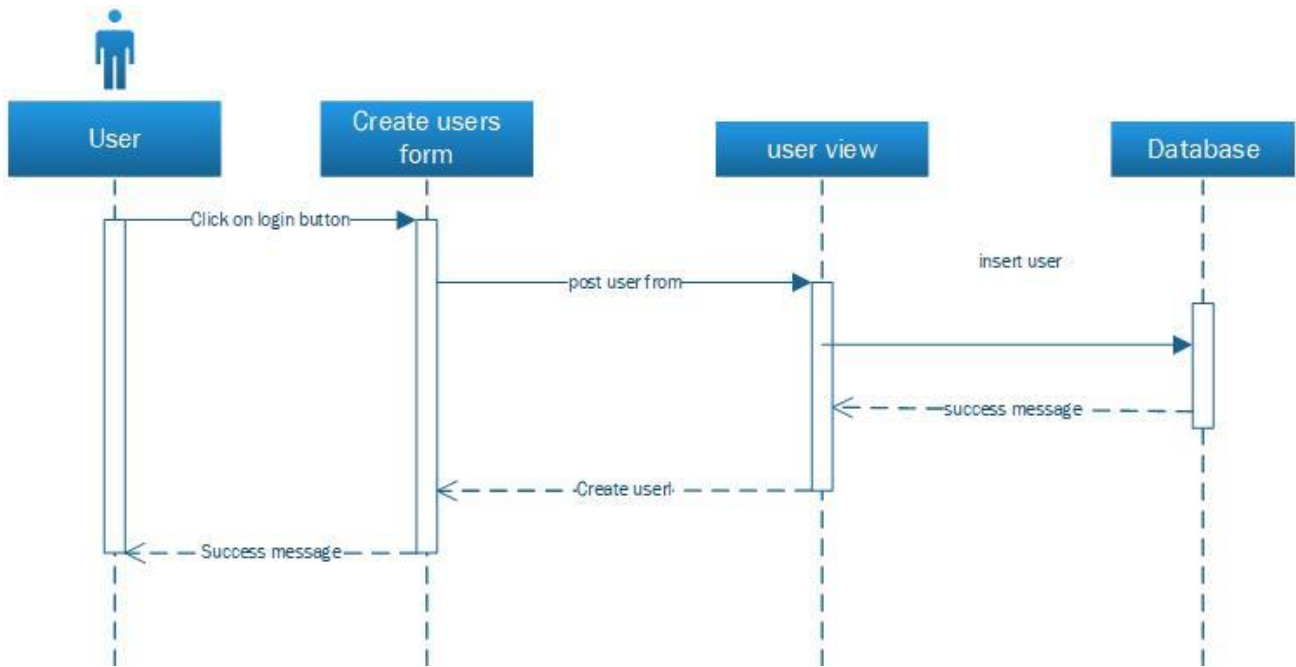 User
Create users
form
user view
Database
Click on login button
post user from
insert user
success message
Create user
Success message